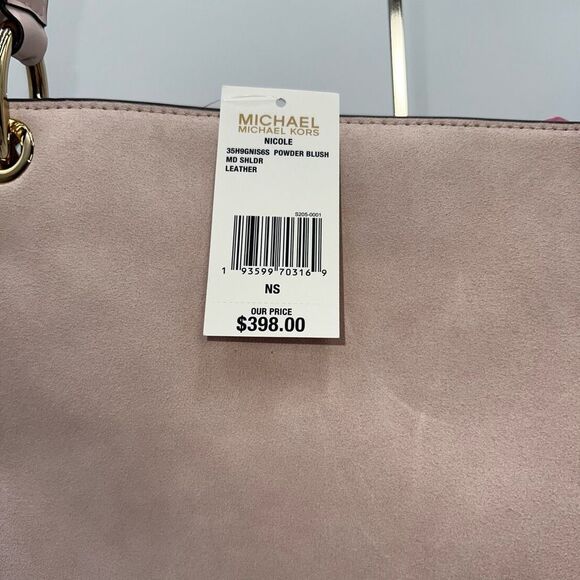 MICHAEL
MICHAEL KORS
NICOLE
35H9GNIS6S POWDER BLUSH
MD SHLDR
LEATHER
S205-0001
1 93599 70316 9
NS
OUR PRICE
$398.00